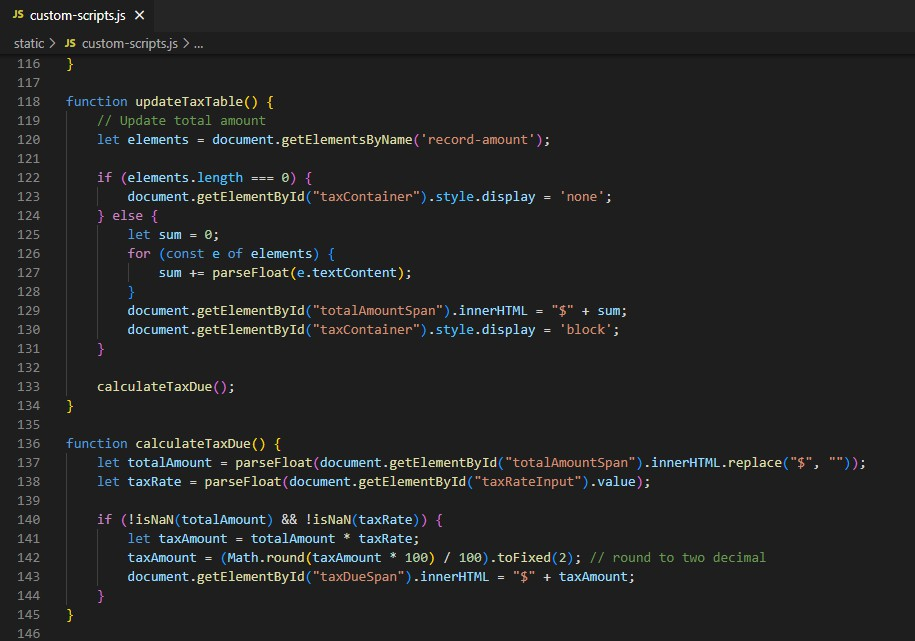 JS custom-scripts.js ×
static > JS custom-scripts.js > ...
116 }
117
118 function updateTaxTable() {
119     // Update total amount
120     let elements = document.getElementsByName('record-amount');
121
122     if (elements.length === 0) {
123         document.getElementById("taxContainer").style.display = 'none';
124     } else {
125         let sum = 0;
126         for (const e of elements) {
127             sum += parseFloat(e.textContent);
128         }
129         document.getElementById("totalAmountSpan").innerHTML = "$" + sum;
130         document.getElementById("taxContainer").style.display = 'block';
131     }
132
133     calculateTaxDue();
134 }
135
136 function calculateTaxDue() {
137     let totalAmount = parseFloat(document.getElementById("totalAmountSpan").innerHTML.replace("$", ""));
138     let taxRate = parseFloat(document.getElementById("taxRateInput").value);
139
140     if (!isNaN(totalAmount) && !isNaN(taxRate)) {
141         let taxAmount = totalAmount * taxRate;
142         taxAmount = (Math.round(taxAmount * 100) / 100).toFixed(2); // round to two decimal
143         document.getElementById("taxDueSpan").innerHTML = "$" + taxAmount;
144     }
145 }
146